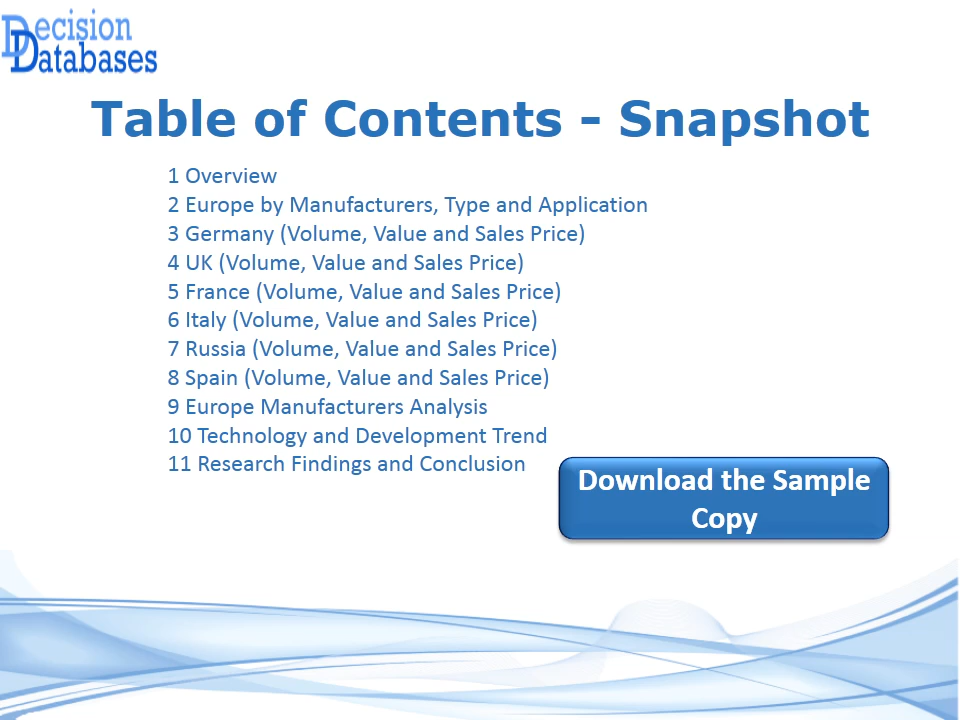 Decision
Databases
Table of Contents - Snapshot
1 Overview
2 Europe by Manufacturers, Type and Application
3 Germany (Volume, Value and Sales Price)
4 UK (Volume, Value and Sales Price)
5 France (Volume, Value and Sales Price)
6 Italy (Volume, Value and Sales Price)
7 Russia (Volume, Value and Sales Price)
8 Spain (Volume, Value and Sales Price)
9 Europe Manufacturers Analysis
10 Technology and Development Trend
11 Research Findings and Conclusion
Download the Sample
Copy